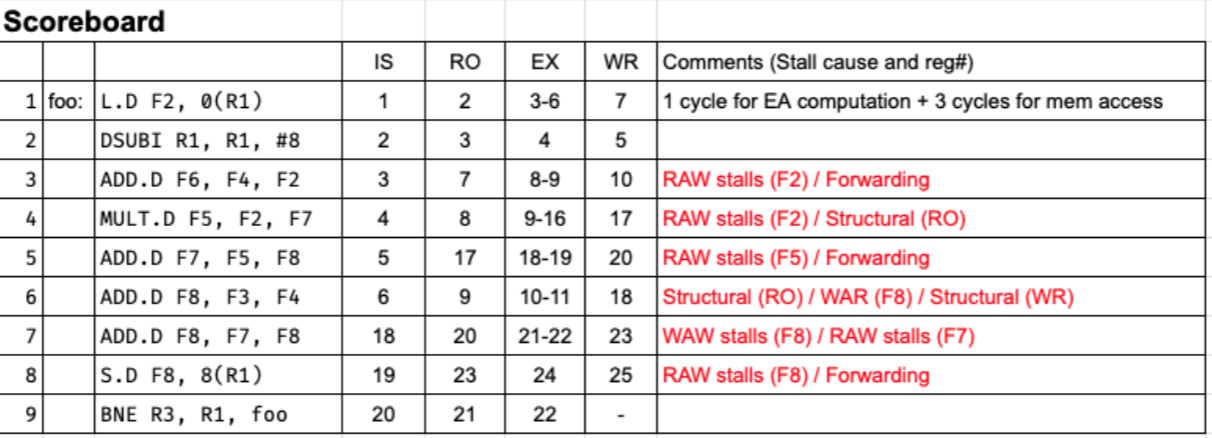 Scoreboard
IS RO EX WR Comments (Stall cause and reg#)
1 foo: L.D F2, 0(R1) 1 2 3-6 7 1 cycle for EA computation + 3 cycles for mem access
2 DSUBI R1, R1, #8 2 3 4 5
3 ADD.D F6, F4, F2 3 7 8-9 10 RAW stalls (F2) / Forwarding
4 MULT.D F5, F2, F7 4 8 9-16 17 RAW stalls (F2) / Structural (RO)
5 ADD.D F7, F5, F8 5 17 18-19 20 RAW stalls (F5) / Forwarding
6 ADD.D F8, F3, F4 6 9 10-11 18 Structural (RO) / WAR (F8) / Structural (WR)
7 ADD.D F8, F7, F8 18 20 21-22 23 WAW stalls (F8) / RAW stalls (F7)
8 S.D F8, 8(R1) 19 23 24 25 RAW stalls (F8) / Forwarding
9 BNE R3, R1, foo 20 21 22 -